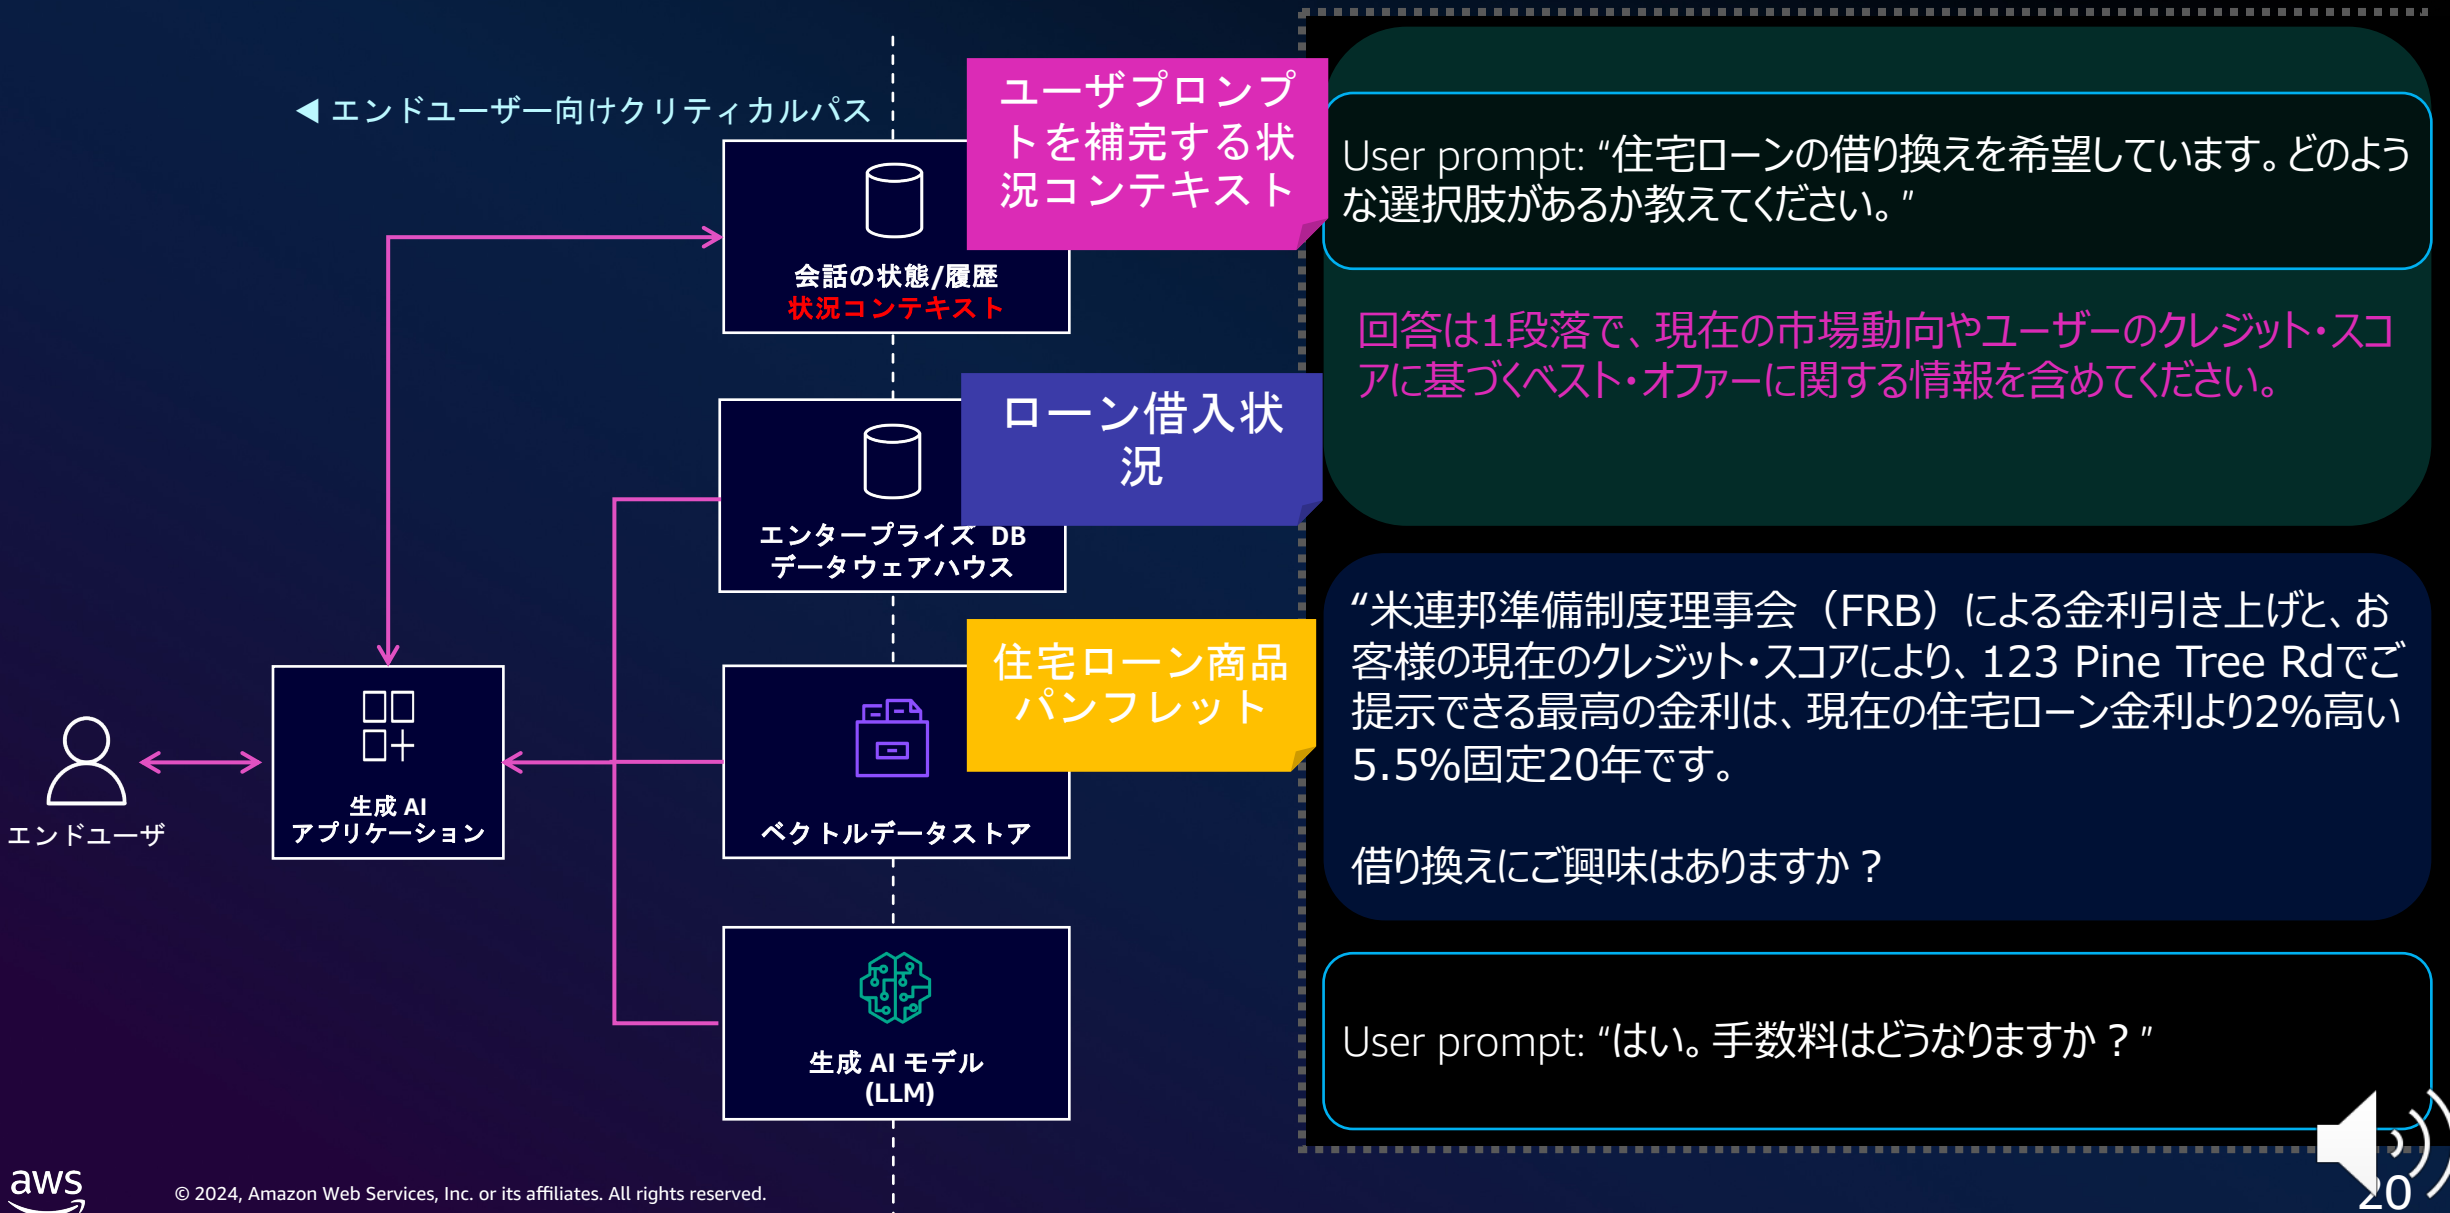 ◀ エンドユーザー向けクリティカルパス
ユーザプロンプ
トを補完する状
況コンテキスト
会話の状態/履歴
状況コンテキスト
ローン借入状
況
エンタープライズ DB
データウェアハウス
住宅ローン商品
パンフレット
ベクトルデータストア
生成 AI
アプリケーション
エンドユーザ
生成 AI モデル
(LLM)
User prompt: “住宅ローンの借り換えを希望しています。どのよう
な選択肢があるか教えてください。”
回答は1段落で、現在の市場動向やユーザーのクレジット・スコ
アに基づくベスト・オファーに関する情報を含めてください。
“米連邦準備制度理事会（FRB）による金利引き上げと、お
客様の現在のクレジット・スコアにより、123 Pine Tree Rdでご
提示できる最高の金利は、現在の住宅ローン金利より2%高い
5.5%固定20年です。
借り換えにご興味はありますか？
User prompt: “はい。手数料はどうなりますか？”
aws
© 2024, Amazon Web Services, Inc. or its affiliates. All rights reserved.
20